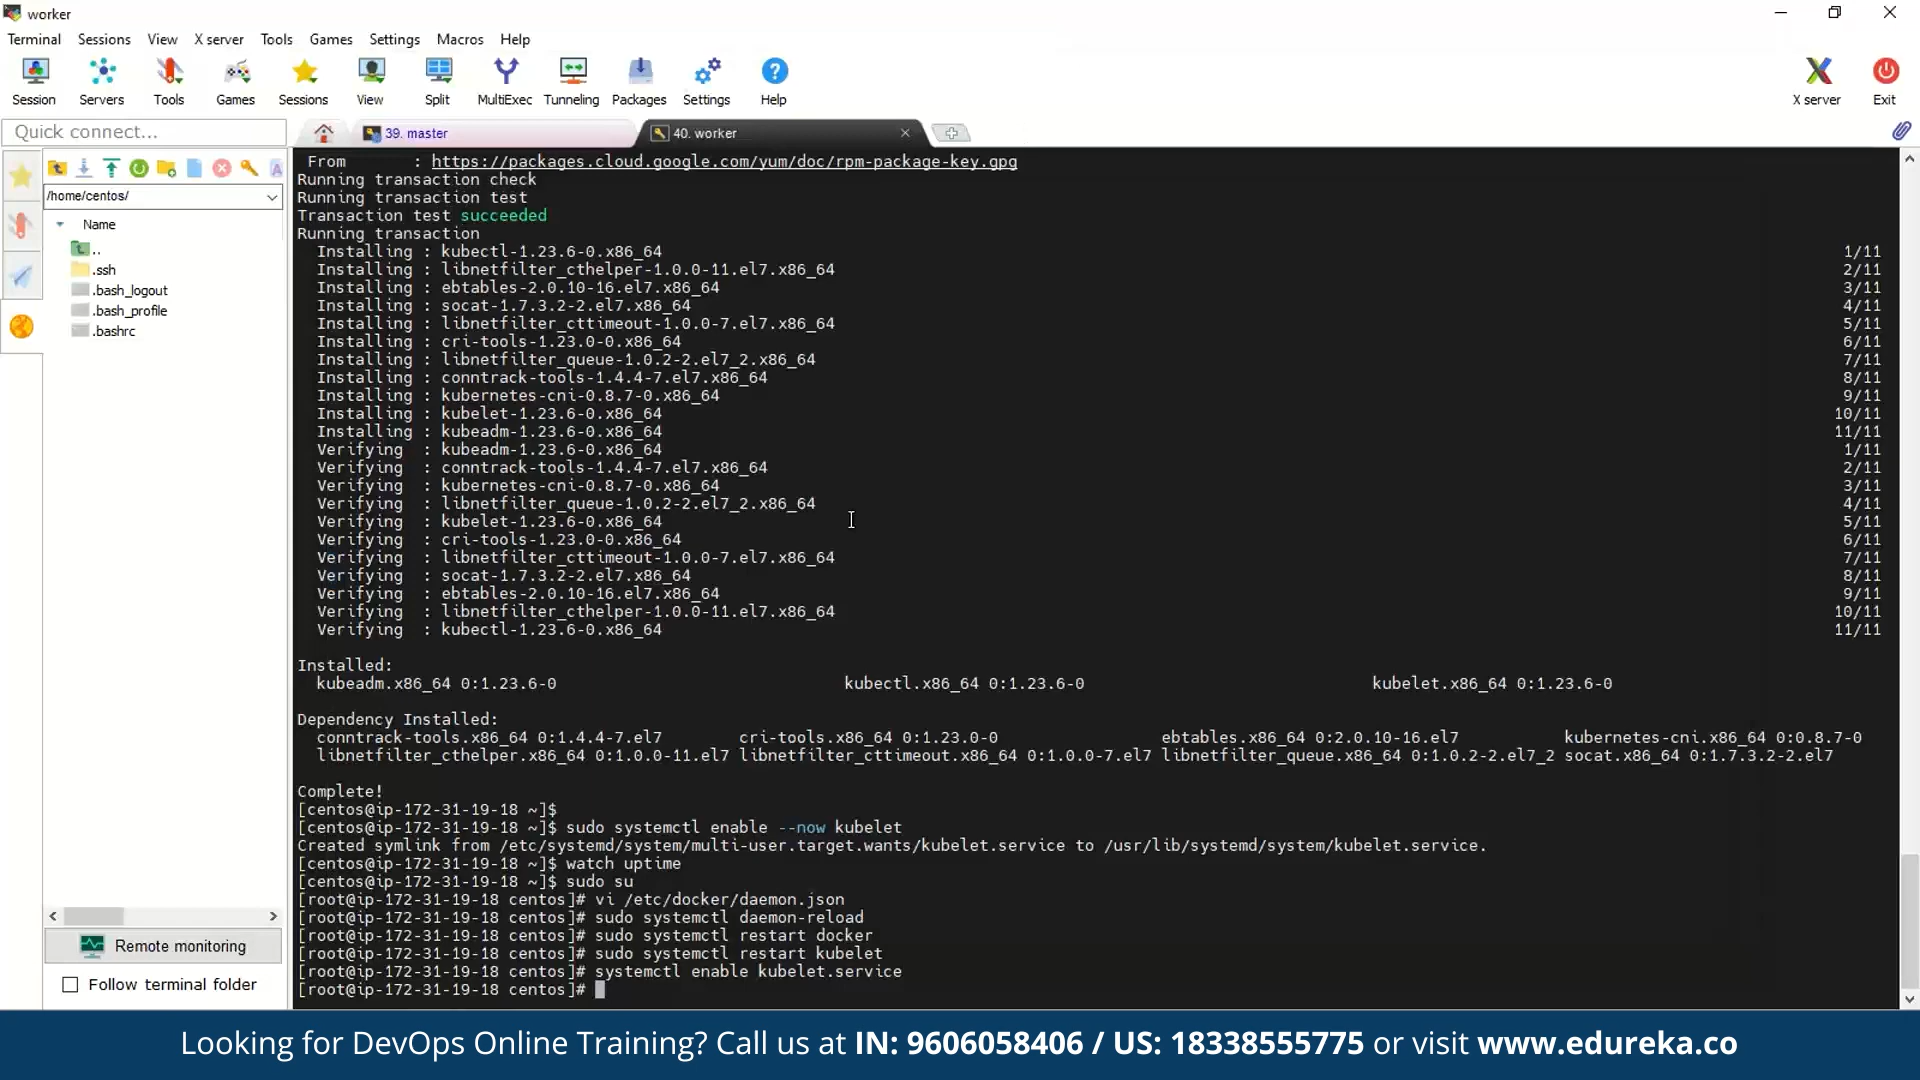 worker
Terminal Sessions View X server Tools Games Settings Macros Help
Session Servers Tools Games Sessions View Split MultiExec Tunneling Packages Settings Help X server Exit
Quick connect...
39. master
40. worker
/home/centos/
Name
..
.ssh
.bash_logout
.bash_profile
.bashrc
Remote monitoring
Follow terminal folder
From : https://packages.cloud.google.com/yum/doc/rpm-package-key.gpg
Running transaction check
Running transaction test
Transaction test succeeded
Running transaction
Installing : kubectl-1.23.6-0.x86_64 1/11
Installing : libnetfilter_cthelper-1.0.0-11.el7.x86_64 2/11
Installing : ebtables-2.0.10-16.el7.x86_64 3/11
Installing : socat-1.7.3.2-2.el7.x86_64 4/11
Installing : libnetfilter_cttimeout-1.0.0-7.el7.x86_64 5/11
Installing : cri-tools-1.23.0-0.x86_64 6/11
Installing : libnetfilter_queue-1.0.2-2.el7_2.x86_64 7/11
Installing : conntrack-tools-1.4.4-7.el7.x86_64 8/11
Installing : kubernetes-cni-0.8.7-0.x86_64 9/11
Installing : kubelet-1.23.6-0.x86_64 10/11
Installing : kubeadm-1.23.6-0.x86_64 11/11
Verifying : kubeadm-1.23.6-0.x86_64 1/11
Verifying : conntrack-tools-1.4.4-7.el7.x86_64 2/11
Verifying : kubernetes-cni-0.8.7-0.x86_64 3/11
Verifying : libnetfilter_queue-1.0.2-2.el7_2.x86_64 4/11
Verifying : kubelet-1.23.6-0.x86_64 5/11
Verifying : cri-tools-1.23.0-0.x86_64 6/11
Verifying : libnetfilter_cttimeout-1.0.0-7.el7.x86_64 7/11
Verifying : socat-1.7.3.2-2.el7.x86_64 8/11
Verifying : ebtables-2.0.10-16.el7.x86_64 9/11
Verifying : libnetfilter_cthelper-1.0.0-11.el7.x86_64 10/11
Verifying : kubectl-1.23.6-0.x86_64 11/11
Installed:
kubeadm.x86_64 0:1.23.6-0 kubectl.x86_64 0:1.23.6-0 kubelet.x86_64 0:1.23.6-0
Dependency Installed:
conntrack-tools.x86_64 0:1.4.4-7.el7 cri-tools.x86_64 0:1.23.0-0 ebtables.x86_64 0:2.0.10-16.el7 kubernetes-cni.x86_64 0:0.8.7-0
libnetfilter_cthelper.x86_64 0:1.0.0-11.el7 libnetfilter_cttimeout.x86_64 0:1.0.0-7.el7 libnetfilter_queue.x86_64 0:1.0.2-2.el7_2 socat.x86_64 0:1.7.3.2-2.el7
Complete!
[centos@ip-172-31-19-18 ~]$
[centos@ip-172-31-19-18 ~]$ sudo systemctl enable --now kubelet
Created symlink from /etc/systemd/system/multi-user.target.wants/kubelet.service to /usr/lib/systemd/system/kubelet.service.
[centos@ip-172-31-19-18 ~]$ watch uptime
[centos@ip-172-31-19-18 ~]$ sudo su
[root@ip-172-31-19-18 centos]# vi /etc/docker/daemon.json
[root@ip-172-31-19-18 centos]# sudo systemctl daemon-reload
[root@ip-172-31-19-18 centos]# sudo systemctl restart docker
[root@ip-172-31-19-18 centos]# sudo systemctl restart kubelet
[root@ip-172-31-19-18 centos]# systemctl enable kubelet.service
[root@ip-172-31-19-18 centos]#
Looking for DevOps Online Training? Call us at IN: 9606058406 / US: 18338555775 or visit www.edureka.co